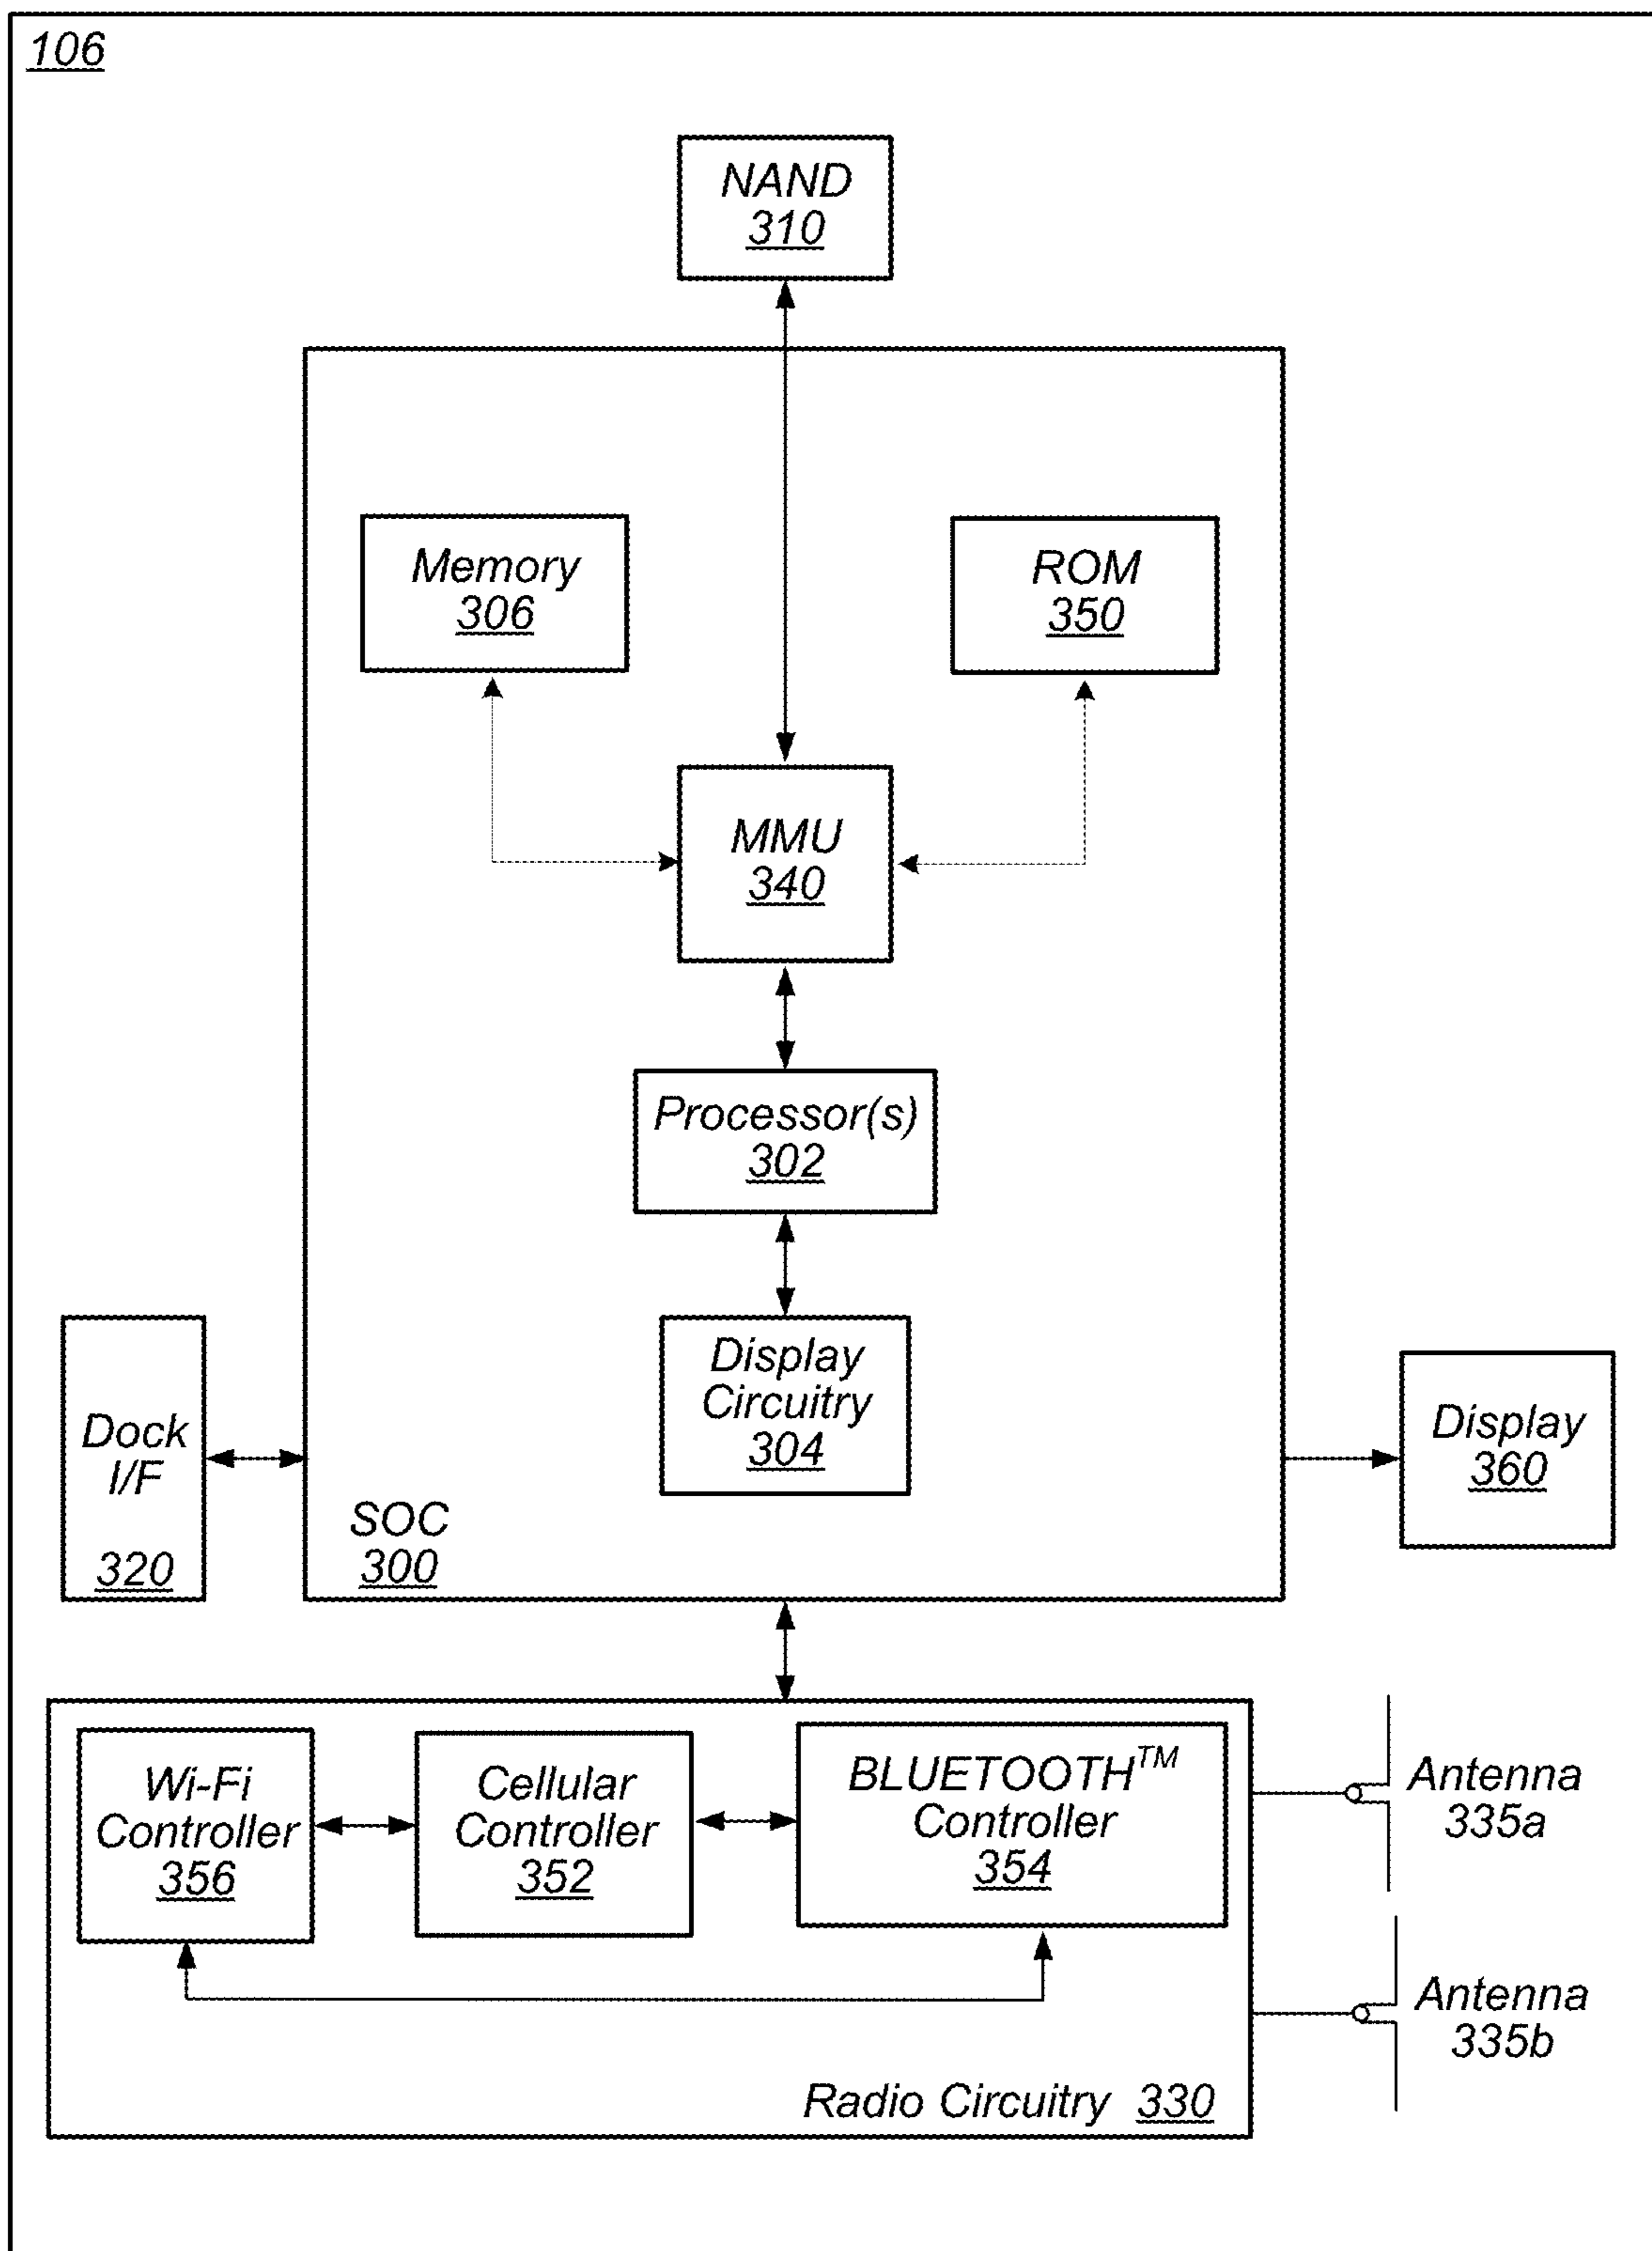 106
NAND
310
Memory
306
ROM
350
MMU
340
Processor(s)
302
Display
Circuitry
304
Dock
I/F
320
SOC
300
Display
360
Wi-Fi
Controller
356
Cellular
Controller
352
BLUETOOTH™
Controller
354
Antenna
335a
Antenna
335b
Radio Circuitry 330